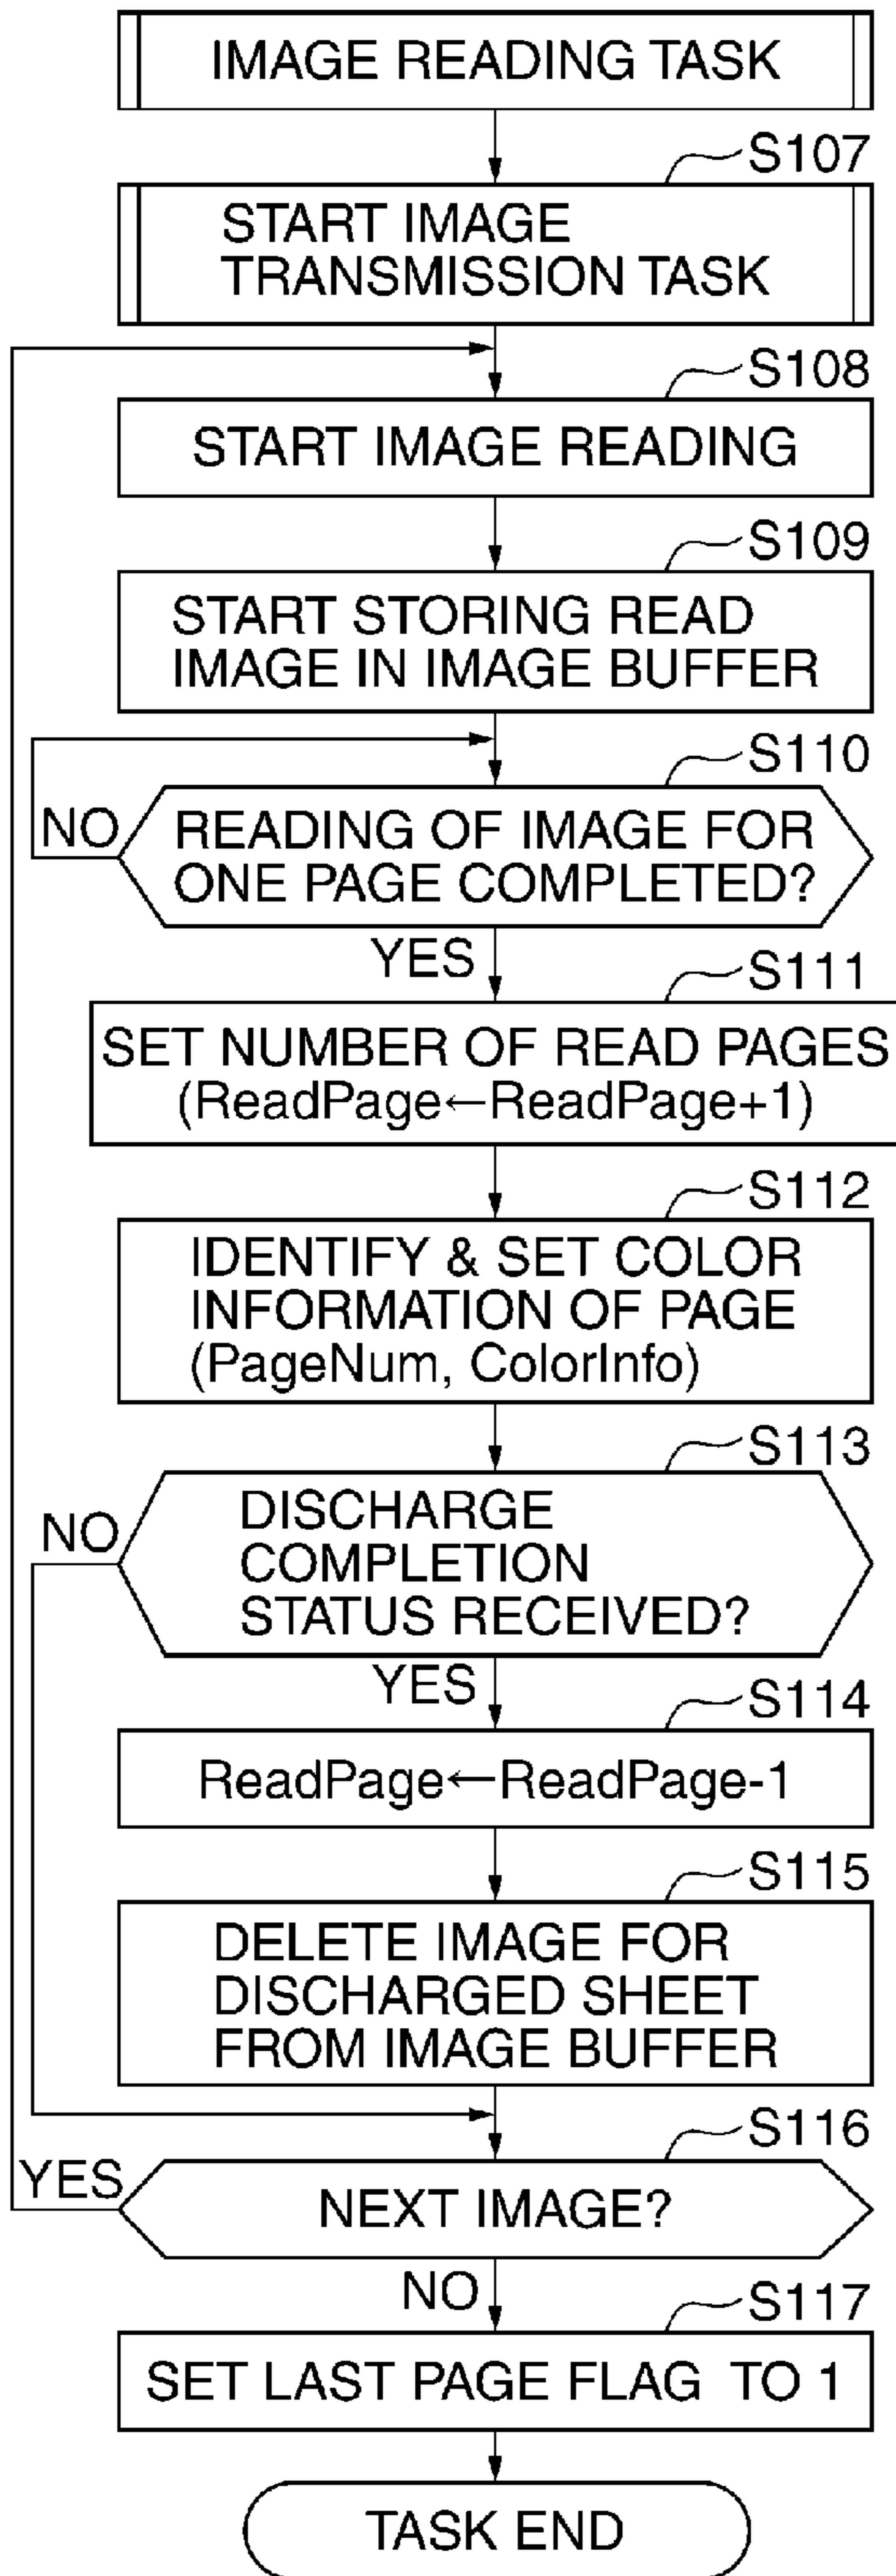 IMAGE READING TASK
S107
START IMAGE
TRANSMISSION TASK
S108
START IMAGE READING
S109
START STORING READ
IMAGE IN IMAGE BUFFER
S110
NO
READING OF IMAGE FOR
ONE PAGE COMPLETED?
YES
S111
SET NUMBER OF READ PAGES
(ReadPage←ReadPage+1)
S112
IDENTIFY & SET COLOR
INFORMATION OF PAGE
(PageNum, ColorInfo)
S113
NO
DISCHARGE
COMPLETION
STATUS RECEIVED?
YES
S114
ReadPage←ReadPage-1
S115
DELETE IMAGE FOR
DISCHARGED SHEET
FROM IMAGE BUFFER
S116
YES
NEXT IMAGE?
NO
S117
SET LAST PAGE FLAG TO 1
TASK END